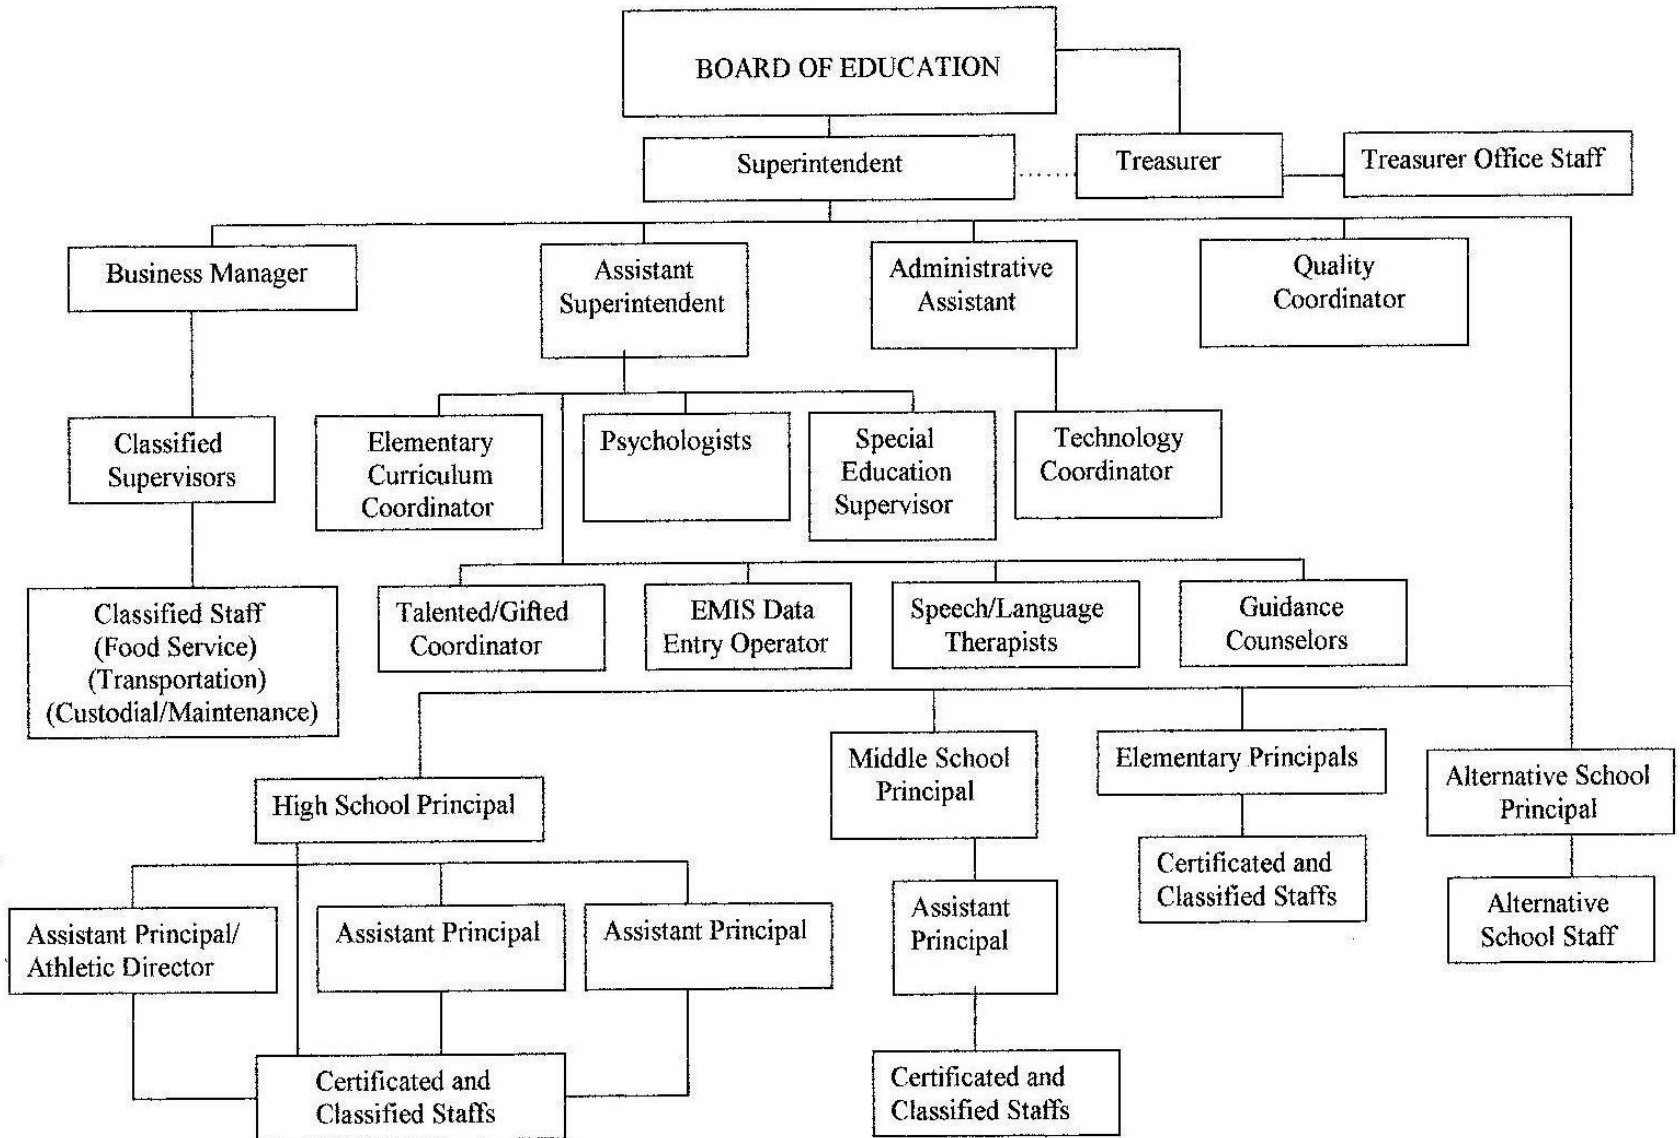 BOARD OF EDUCATION
Superintendent
Treasurer
Treasurer Office Staff
Business Manager
Assistant
Superintendent
Administrative
Assistant
Quality
Coordinator
Classified
Supervisors
Elementary
Curriculum
Coordinator
Psychologists
Special
Education
Supervisor
Technology
Coordinator
Classified Staff
(Food Service)
(Transportation)
(Custodial/Maintenance)
Talented/Gifted
Coordinator
EMIS Data
Entry Operator
Speech/Language
Therapists
Guidance
Counselors
High School Principal
Middle School
Principal
Elementary Principals
Alternative School
Principal
Assistant Principal/
Athletic Director
Assistant Principal
Assistant Principal
Assistant
Principal
Certificated and
Classified Staffs
Alternative
School Staff
Certificated and
Classified Staffs
Certificated and
Classified Staffs